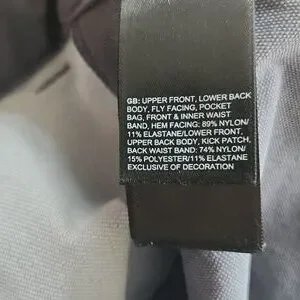 GB: UPPER FRONT, LOWER BACK
BODY, FLY FACING, POCKET
BAG, FRONT & INNER WAIST
BAND, HEM FACING: 89% NYLON/
11% ELASTANE/LOWER FRONT,
UPPER BACK BODY, KICK PATCH,
BACK WAIST BAND: 74% NYLON/
15% POLYESTER/11% ELASTANE
EXCLUSIVE OF DECORATION